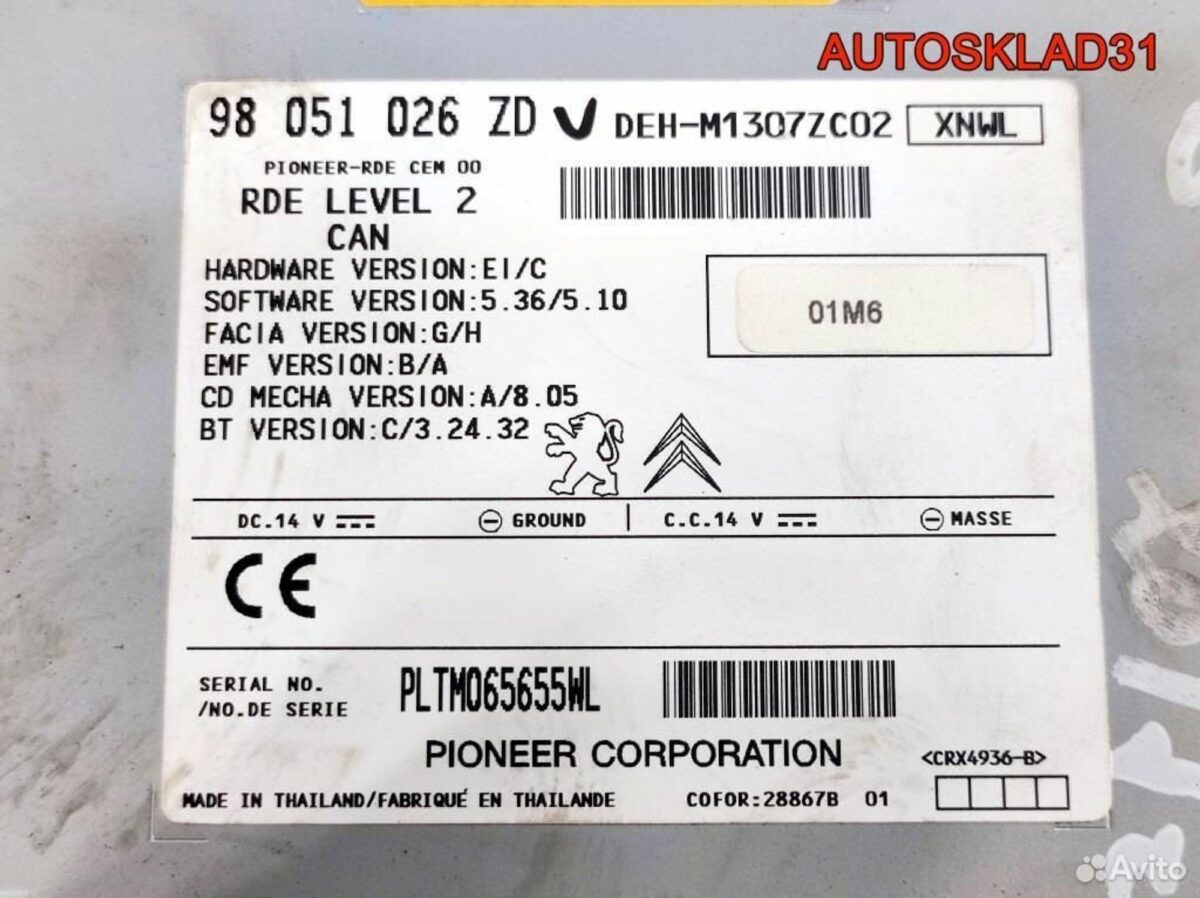 AUTOSKLAD31
98 051 026 ZD V DEH-M1307ZC02 XNWL
PIONEER-RDE CEM 00
RDE LEVEL 2
CAN
HARDWARE VERSION:EI/C
SOFTWARE VERSION:5.36/5.10
FACIA VERSION:G/H
EMF VERSION:B/A
CD MECHA VERSION:A/8.05
BT VERSION:C/3.24.32
01M6
DC.14 V GROUND C.C.14 V MASSE
CE
SERIAL NO.
/NO.DE SERIE
PLTM065655WL
PIONEER CORPORATION <CRX4936-B>
MADE IN THAILAND/FABRIQUÉ EN THAILANDE COFOR:28867B 01
Avito